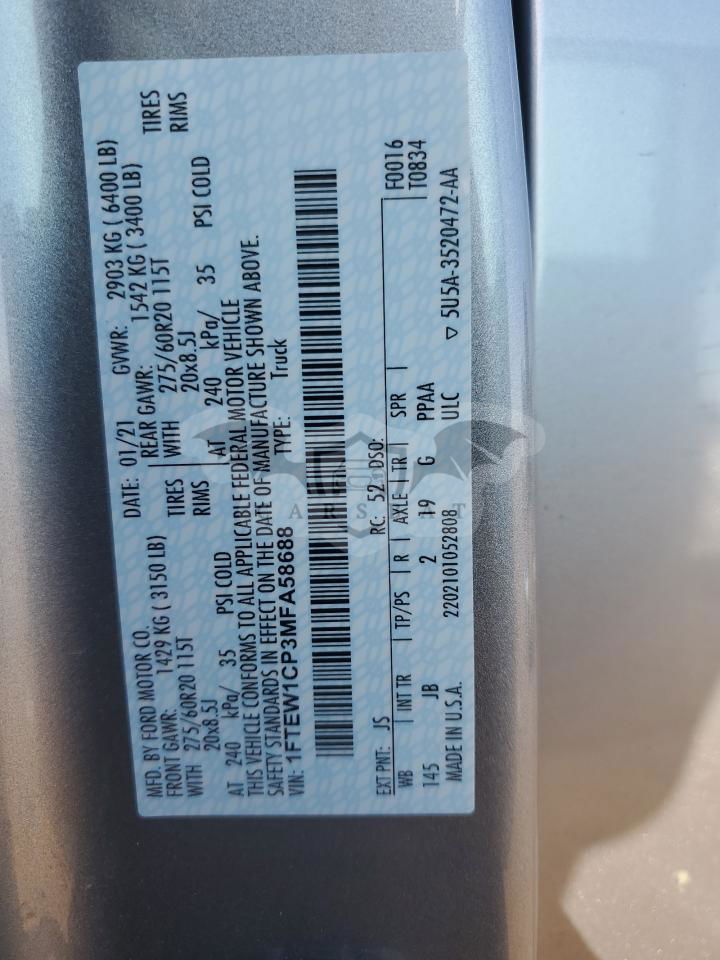 MFD. BY FORD MOTOR CO. DATE: 01/21 GVWR: 2903 KG ( 6400 LB)
FRONT GAWR: 1429 KG ( 3150 LB) REAR GAWR: 1542 KG ( 3400 LB)
WITH 275/60R20 115T TIRES WITH 275/60R20 115T TIRES
20x8.5J RIMS 20x8.5J RIMS
AT 240 kPa/ 35 PSI COLD AT 240 kPa/ 35 PSI COLD
THIS VEHICLE CONFORMS TO ALL APPLICABLE FEDERAL MOTOR VEHICLE
SAFETY STANDARDS IN EFFECT ON THE DATE OF MANUFACTURE SHOWN ABOVE.
VIN: 1FTEW1CP3MFA58688 TYPE: Truck
EXT PNT: JS RC: 52 DSO: F0016
WB INT TR TP/PS R AXLE TR SPR T0834
145 JB 2 19 G PPAA
MADE IN U.S.A. 2202101052808 ULC ▽ 5U5A-3520472-AA